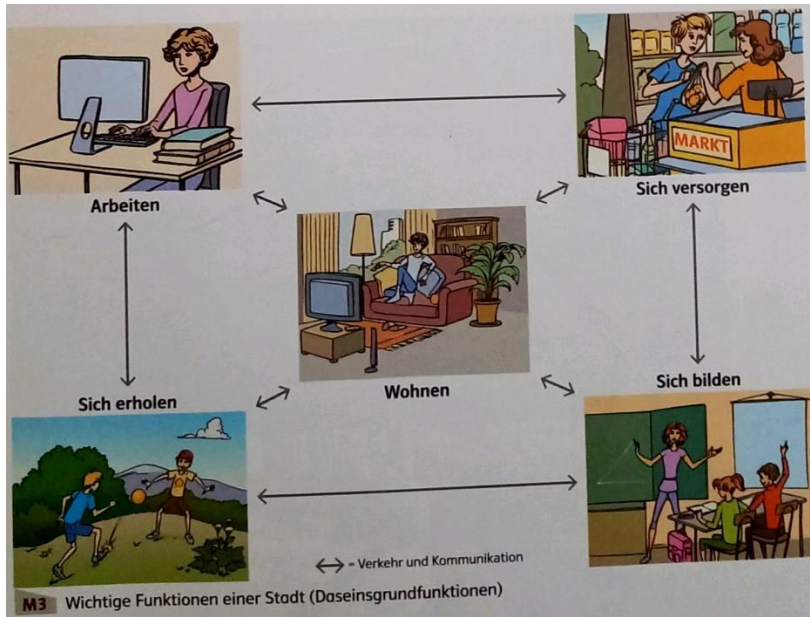 MARKT
Arbeiten
Sich versorgen
Sich erholen
Wohnen
Sich bilden
= Verkehr und Kommunikation
M3 Wichtige Funktionen einer Stadt (Daseinsgrundfunktionen)